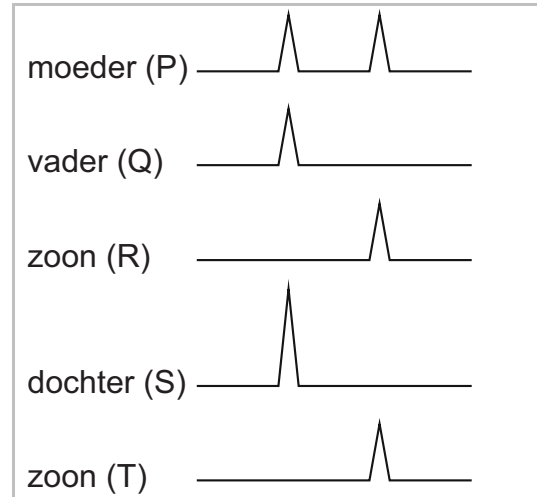 moeder (P)
vader (Q)
zoon (R)
dochter (S)
zoon (T)